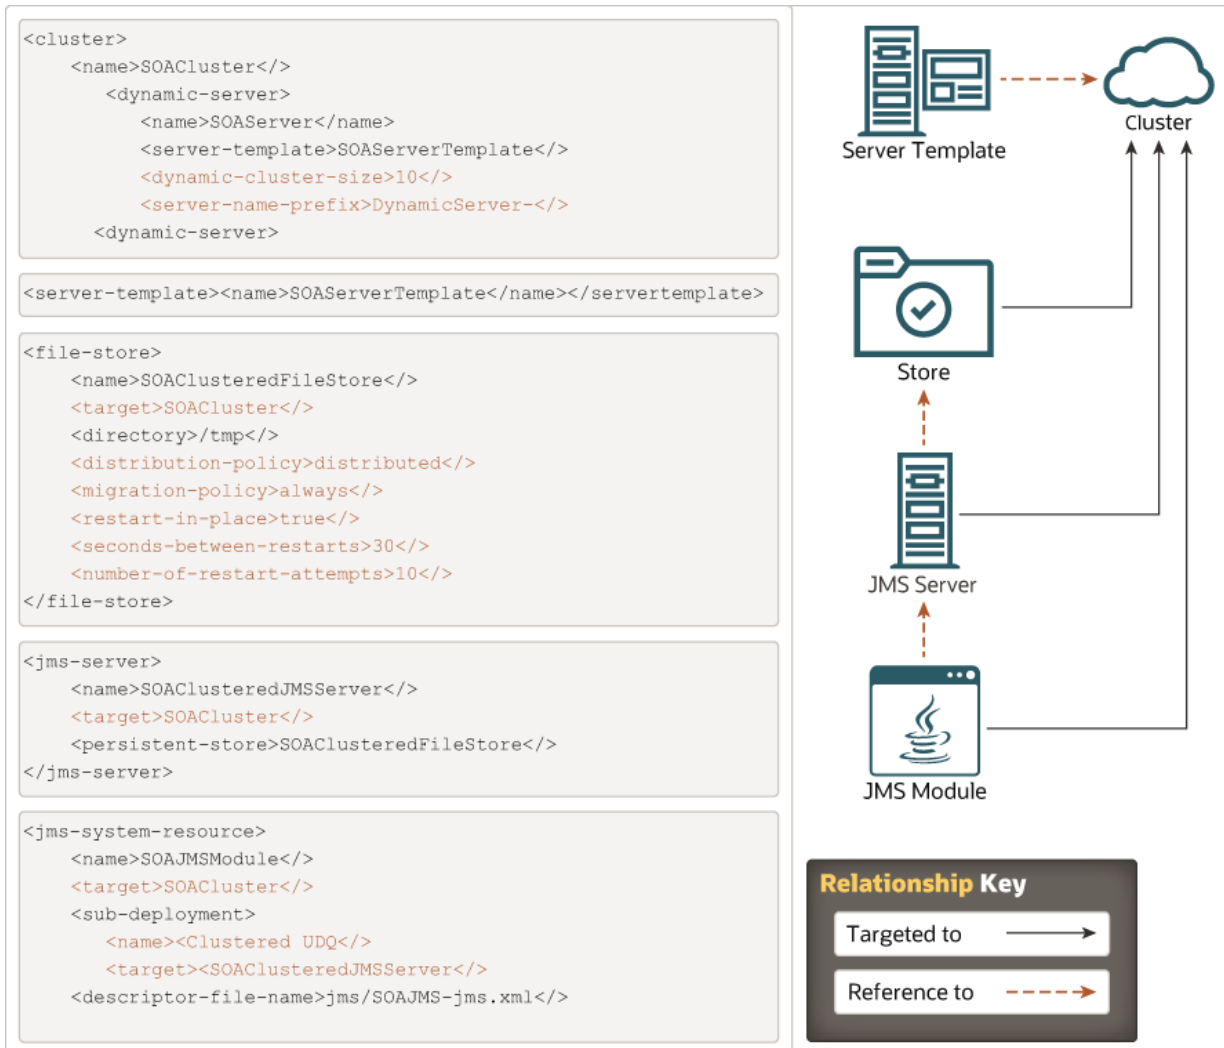 <cluster>
<name>SOACluster</>
<dynamic-server>
<name>SOAServer</name>
<server-template>SOAServerTemplate</>
<dynamic-cluster-size>10</>
<server-name-prefix>DynamicServer-</>
<dynamic-server>
<server-template><name>SOAServerTemplate</name></servertemplate>
<file-store>
<name>SOAClusteredFileStore</>
<target>SOACluster</>
<directory>/tmp</>
<distribution-policy>distributed</>
<migration-policy>always</>
<restart-in-place>true</>
<seconds-between-restarts>30</>
<number-of-restart-attempts>10</>
</file-store>
<jms-server>
<name>SOAClusteredJMSServer</>
<target>SOACluster</>
<persistent-store>SOAClusteredFileStore</>
</jms-server>
<jms-system-resource>
<name>SOAJMSModule</>
<target>SOACluster</>
<sub-deployment>
<name><Clustered UDQ</>
<target><SOAClusteredJMSServer</>
<descriptor-file-name>jms/SOAJMS-jms.xml</>
Server Template
Cluster
Store
JMS Server
JMS Module
Relationship Key
Targeted to
Reference to